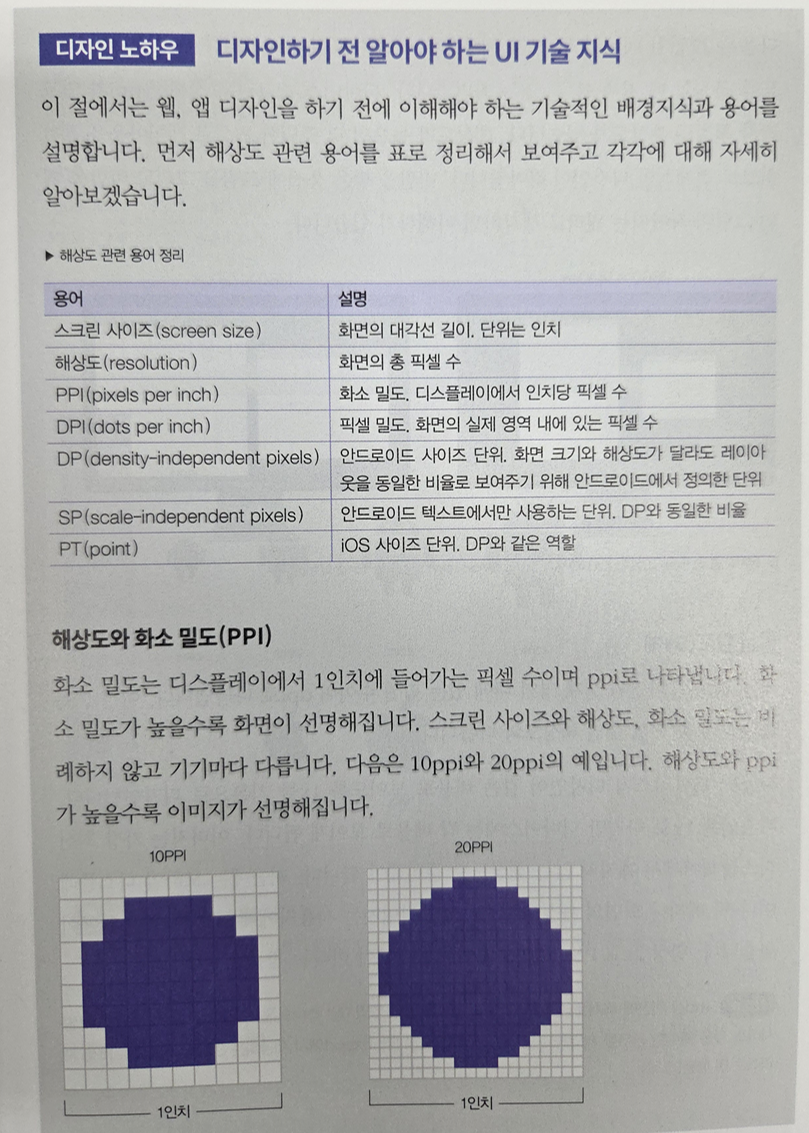 디자인 노하우 디자인하기 전 알아야 하는 UI 기술 지식
이 절에서는 웹, 앱 디자인을 하기 전에 이해해야 하는 기술적인 배경지식과 용어를
설명합니다. 먼저 해상도 관련 용어를 표로 정리해서 보여주고 각각에 대해 자세히
알아보겠습니다.
▶ 해상도 관련 용어 정리
용어 설명
스크린 사이즈(screen size) 화면의 대각선 길이. 단위는 인치
해상도(resolution) 화면의 총 픽셀 수
PPI(pixels per inch) 화소 밀도. 디스플레이에서 인치당 픽셀 수
DPI(dots per inch) 픽셀 밀도. 화면의 실제 영역 내에 있는 픽셀 수
DP(density-independent pixels) 안드로이드 사이즈 단위. 화면 크기와 해상도가 달라도 레이아
웃을 동일한 비율로 보여주기 위해 안드로이드에서 정의한 단위
SP(scale-independent pixels) 안드로이드 텍스트에서만 사용하는 단위. DP와 동일한 비율
PT(point) iOS 사이즈 단위. DP와 같은 역할
해상도와 화소 밀도(PPI)
화소 밀도는 디스플레이에서 1인치에 들어가는 픽셀 수이며 ppi로 나타냅니다. 화
소 밀도가 높을수록 화면이 선명해집니다. 스크린 사이즈와 해상도, 화소 밀도는 비
례하지 않고 기기마다 다릅니다. 다음은 10ppi와 20ppi의 예입니다. 해상도와 ppi
가 높을수록 이미지가 선명해집니다.
10PPI 20PPI
1인치 1인치